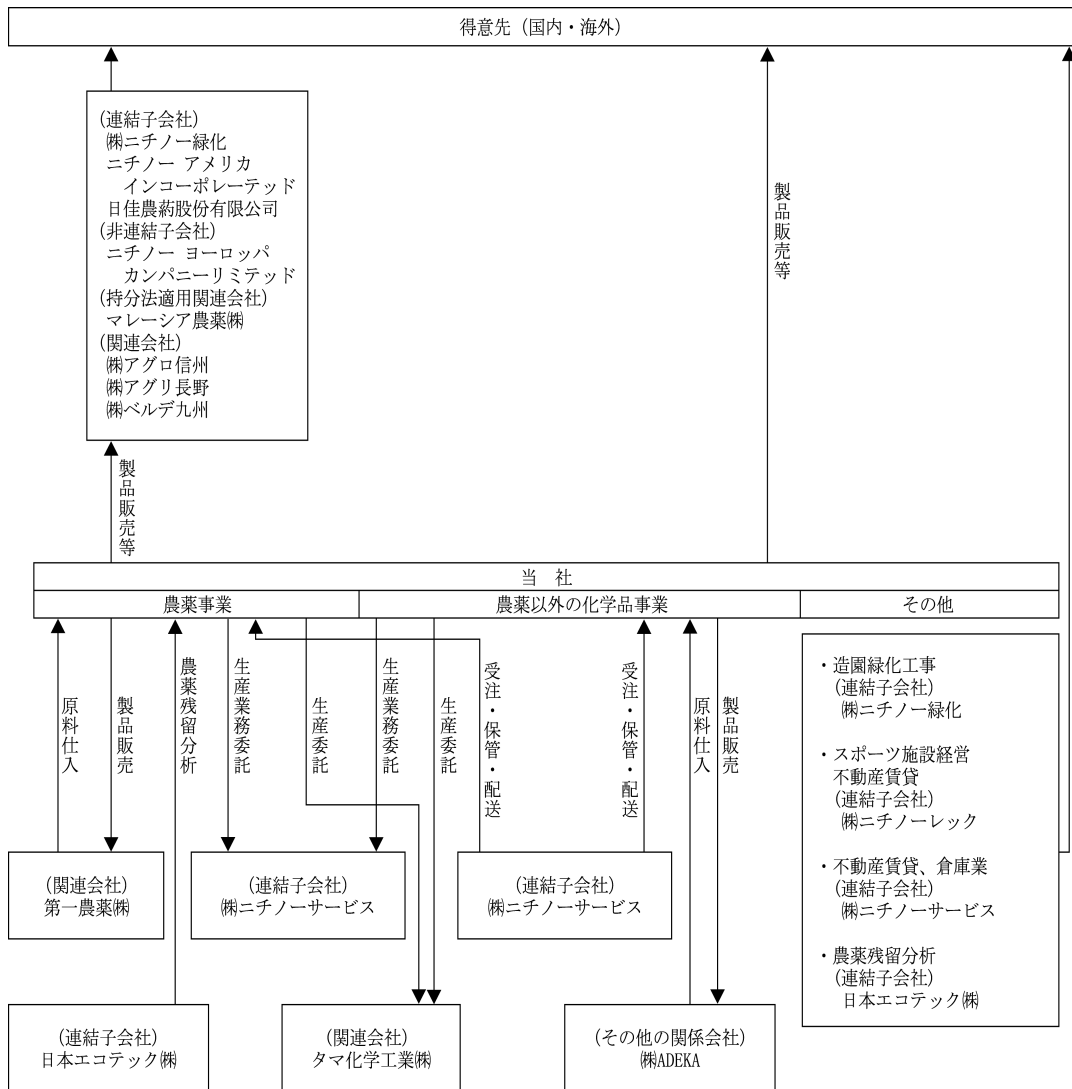 得意先（国内・海外）
(連結子会社)
㈱ニチノー緑化
ニチノー アメリカ
インコーポレーテッド
日佳農葯股份有限公司
(非連結子会社)
ニチノー ヨーロッパ
カンパニーリミテッド
(持分法適用関連会社)
マレーシア農薬㈱
(関連会社)
㈱アグロ信州
㈱アグリ長野
㈱ベルデ九州
製品販売等
製品販売等
当　社
農薬事業
農薬以外の化学品事業
その他
原料仕入
製品販売
農薬残留分析
生産業務委託
生産委託
生産業務委託
生産委託
受注・保管・配送
受注・保管・配送
原料仕入
製品販売
・造園緑化工事
(連結子会社)
㈱ニチノー緑化
・スポーツ施設経営
不動産賃貸
(連結子会社)
㈱ニチノーレック
・不動産賃貸、倉庫業
(連結子会社)
㈱ニチノーサービス
・農薬残留分析
(連結子会社)
日本エコテック㈱
(関連会社)
第一農薬㈱
(連結子会社)
㈱ニチノーサービス
(連結子会社)
㈱ニチノーサービス
(連結子会社)
日本エコテック㈱
(関連会社)
タマ化学工業㈱
(その他の関係会社)
㈱ADEKA